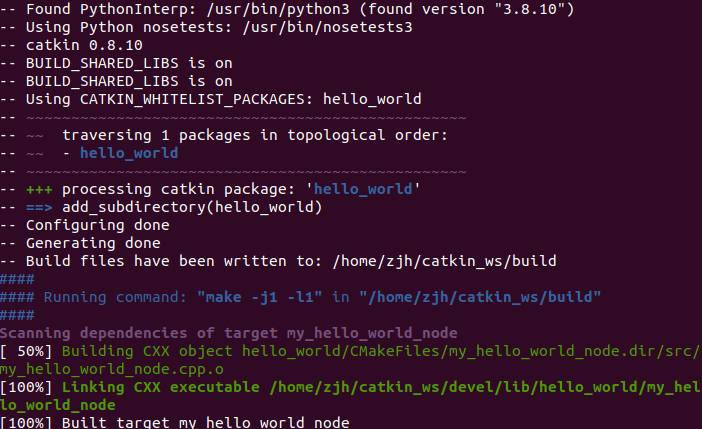 -- Found PythonInterp: /usr/bin/python3 (found version "3.8.10")
-- Using Python nosetests: /usr/bin/nosetests3
-- catkin 0.8.10
-- BUILD_SHARED_LIBS is on
-- BUILD_SHARED_LIBS is on
-- Using CATKIN_WHITELIST_PACKAGES: hello_world
-- ~~~~~~~~~~~~~~~~~~~~~~~~~~~~~~~~~~~~~~~~~~~~~~~~~
-- ~~  traversing 1 packages in topological order:
-- ~~  - hello_world
-- ~~~~~~~~~~~~~~~~~~~~~~~~~~~~~~~~~~~~~~~~~~~~~~~~~
-- +++ processing catkin package: 'hello_world'
-- ==> add_subdirectory(hello_world)
-- Configuring done
-- Generating done
-- Build files have been written to: /home/zjh/catkin_ws/build
####
#### Running command: "make -j1 -l1" in "/home/zjh/catkin_ws/build"
####
Scanning dependencies of target my_hello_world_node
[ 50%] Building CXX object hello_world/CMakeFiles/my_hello_world_node.dir/src/
my_hello_world_node.cpp.o
[100%] Linking CXX executable /home/zjh/catkin_ws/devel/lib/hello_world/my_hel
lo_world_node
[100%] Built target my_hello_world_node